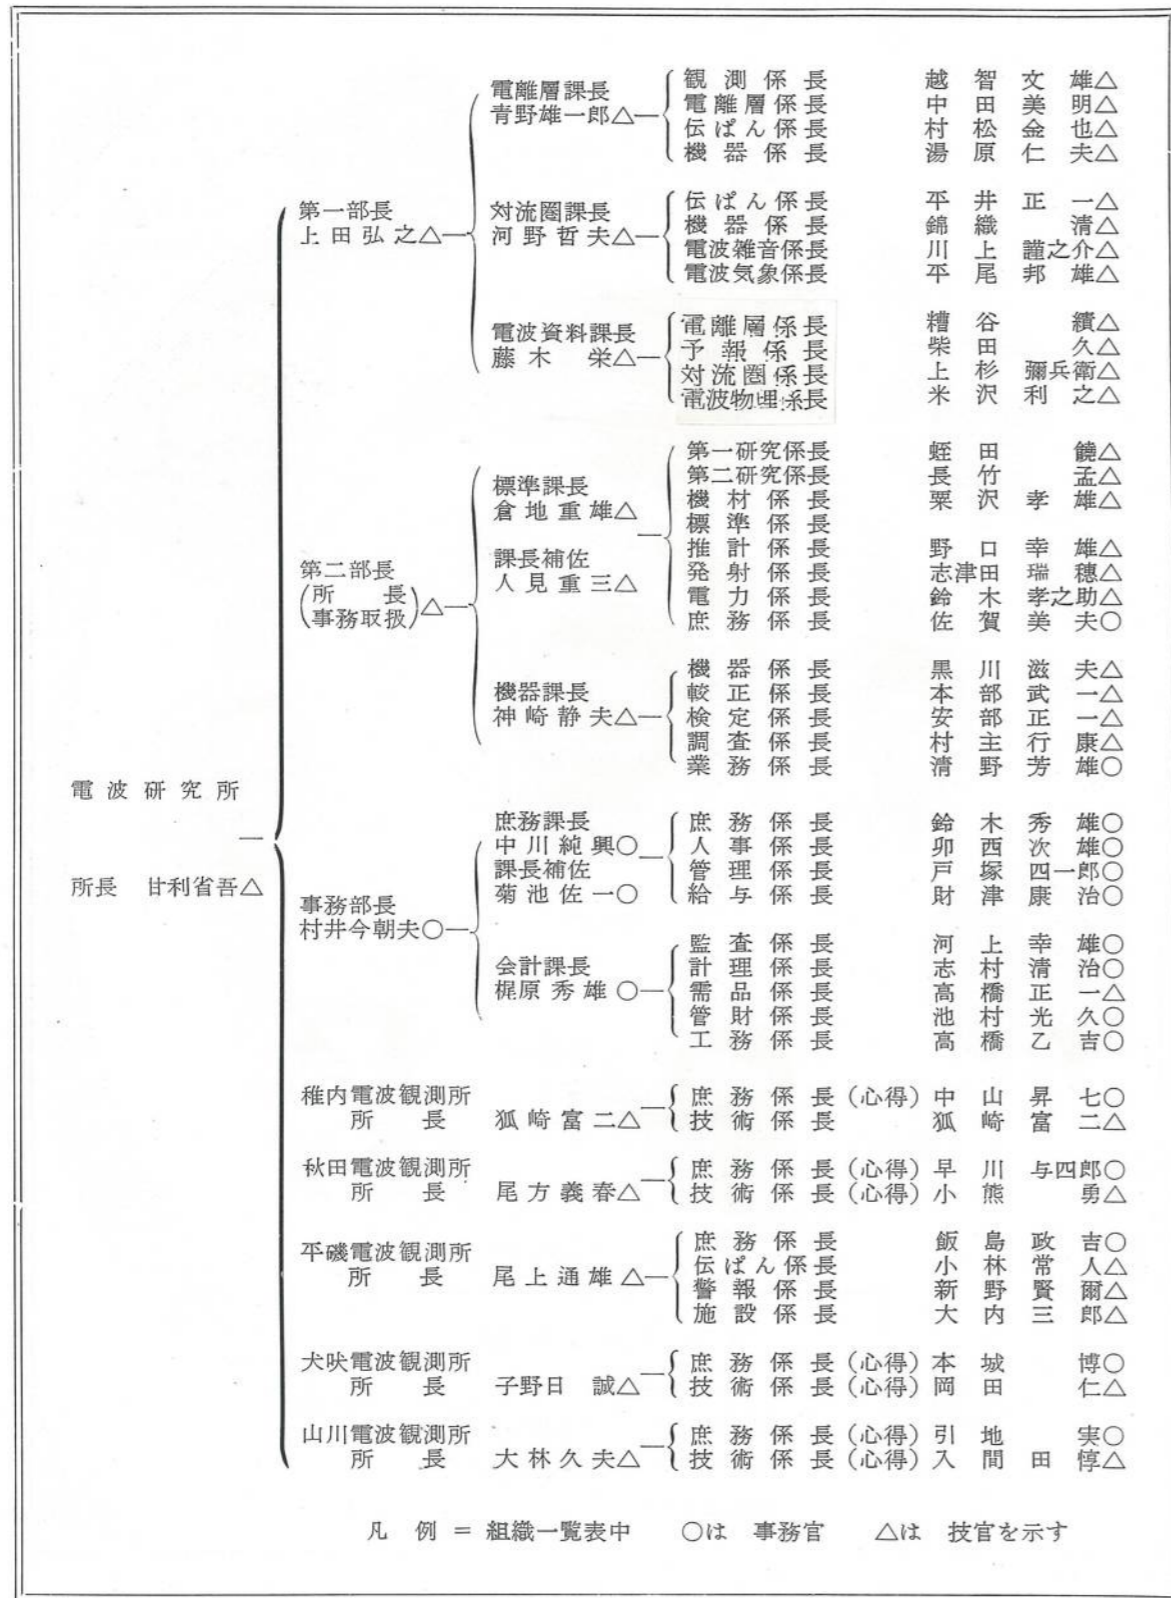 電波研究所
所長 甘利省吾△
第一部長
上田弘之△
電離層課長
青野雄一郎△
観測係長 越智文雄△
電離層係長 中田美明△
伝ぱん係長 村松金也△
機器係長 湯原仁夫△
対流圏課長
河野哲夫△
伝ぱん係長 平井正一△
機器係長 錦織清△
電波雑音係長 川上謹之介△
電波気象係長 平尾邦雄△
電波資料課長
藤木栄△
電離層係長 糟谷績△
予報係長 柴田久△
対流圏係長 上杉彌兵衛△
電波物理係長 米沢利之△
第二部長
(所長事務取扱)△
標準課長
倉地重雄△
課長補佐
人見重三△
第一研究係長 蛭田饒△
第二研究係長 長竹孟△
機材係長 栗沢孝雄△
標準係長
推計係長 野口幸雄△
発射係長 志津田瑞穂△
電力係長 鈴木孝之助△
庶務係長 佐賀美夫○
機器課長
神崎静夫△
機器係長 黒川滋夫△
較正係長 本部武一△
検定係長 安部正一△
調査係長 村主行康△
業務係長 清野芳雄○
事務部長
村井今朝夫○
庶務課長
中川純興○
課長補佐
菊池佐一○
庶務係長 鈴木秀雄○
人事係長 卯西次雄○
管理係長 戸塚四一郎○
給与係長 財津康治○
会計課長
梶原秀雄○
監査係長 河上幸雄○
計理係長 志村清治○
需品係長 高橋正一△
管財係長 池村光久○
工務係長 高橋乙吉○
稚内電波観測所
所長 狐崎富二△
庶務係長(心得) 中山昇七○
技術係長 狐崎富二△
秋田電波観測所
所長 尾方義春△
庶務係長(心得) 早川与四郎○
技術係長(心得) 小熊勇△
平磯電波観測所
所長 尾上通雄△
庶務係長 飯島政吉○
伝ぱん係長 小林常人△
警報係長 新野賢爾△
施設係長 大内三郎△
犬吠電波観測所
所長 子野日誠△
庶務係長(心得) 本城博○
技術係長(心得) 岡田仁△
山川電波観測所
所長 大林久夫△
庶務係長(心得) 引地実○
技術係長(心得) 入間田惇△
凡例=組織一覧表中 ○は 事務官 △は 技官を示す